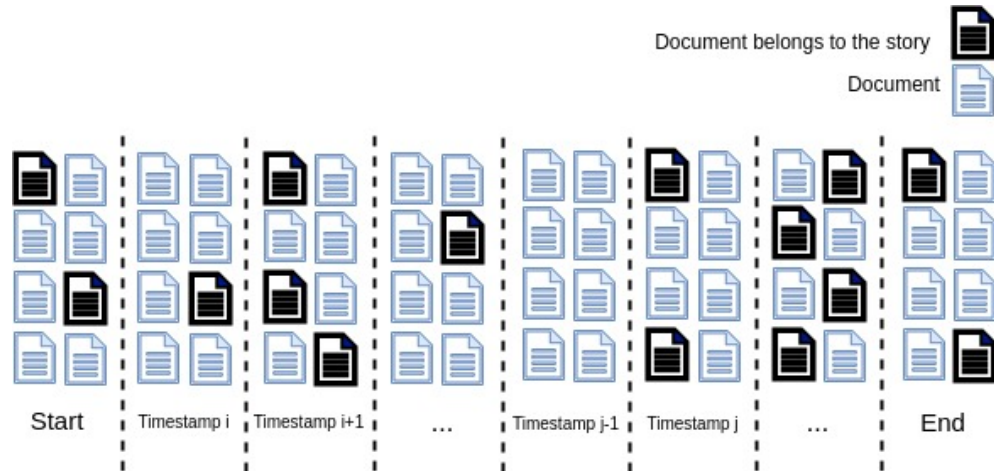 Document belongs to the story
Document
Start
Timestamp i
Timestamp i+1
...
Timestamp j-1
Timestamp j
...
End